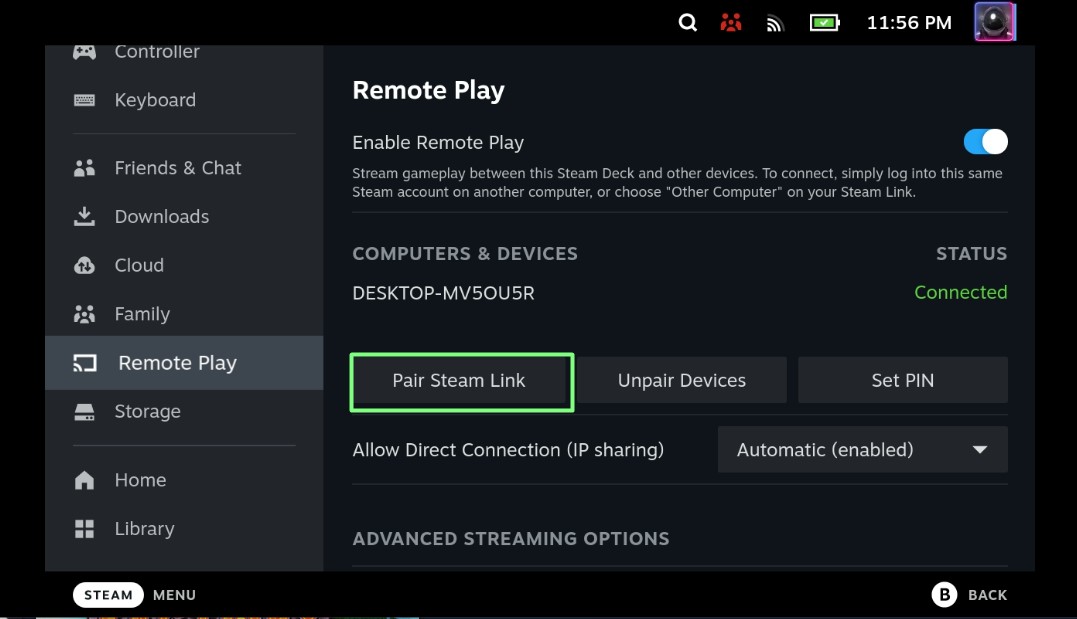 11:56 PM
Controller
Keyboard
Friends & Chat
Downloads
Cloud
Family
Remote Play
Storage
Home
Library
Remote Play
Enable Remote Play
Stream gameplay between this Steam Deck and other devices. To connect, simply log into this same
Steam account on another computer, or choose "Other Computer" on your Steam Link.
COMPUTERS & DEVICES STATUS
DESKTOP-MV5OU5R Connected
Pair Steam Link Unpair Devices Set PIN
Allow Direct Connection (IP sharing) Automatic (enabled)
ADVANCED STREAMING OPTIONS
STEAM MENU B BACK